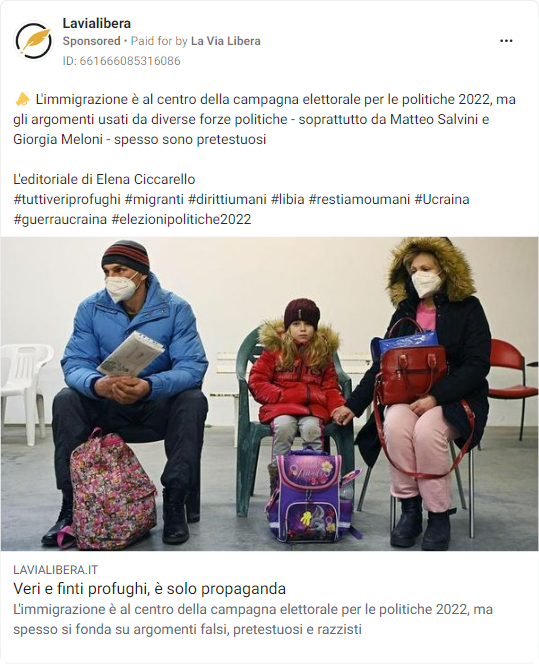 Lavialibera
Sponsored • Paid for by La Via Libera
ID: 661666085316086
📣 L'immigrazione è al centro della campagna elettorale per le politiche 2022, ma
gli argomenti usati da diverse forze politiche - soprattutto da Matteo Salvini e
Giorgia Meloni - spesso sono pretestuosi
L'editoriale di Elena Ciccarello
#tuttiveriprofughi #migranti #dirittiumani #libia #restiamoumani #Ucraina
#guerraucraina #elezionipolitiche2022
LAVIALIBERA.IT
Veri e finti profughi, è solo propaganda
L'immigrazione è al centro della campagna elettorale per le politiche 2022, ma
spesso si fonda su argomenti falsi, pretestuosi e razzisti